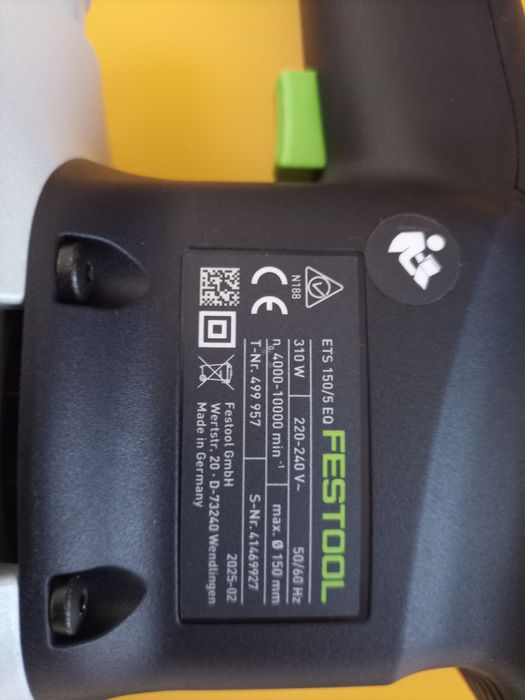 FESTOOL
ETS 150/5 EQ
310 W 220-240 V~ 50/60 Hz
n₀ 4000-10000 min⁻¹ max. Ø 150 mm
T-Nr. 499 957 S-Nr. 41469927
N188
CE
2025-02
Festool GmbH
Wertstr. 20 · D-73240 Wendlingen
Made in Germany